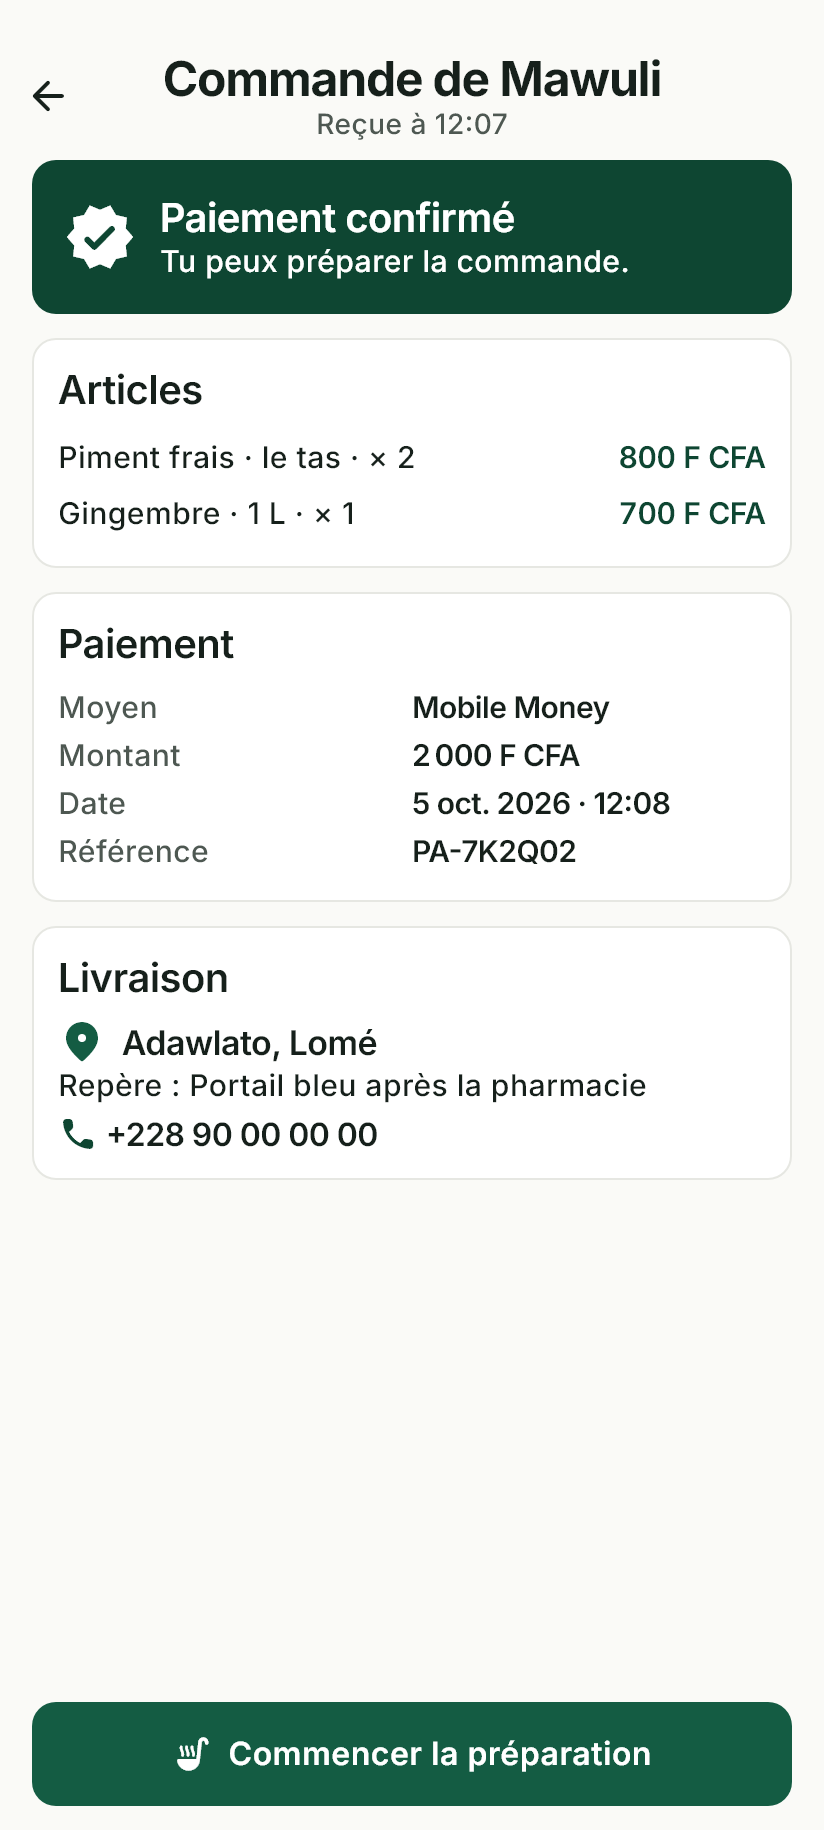 Commande de Mawuli
Reçue à 12:07
Paiement confirmé
Tu peux préparer la commande.
Articles
Piment frais · le tas · × 2 800 F CFA
Gingembre · 1 L · × 1 700 F CFA
Paiement
Moyen Mobile Money
Montant 2 000 F CFA
Date 5 oct. 2026 · 12:08
Référence PA-7K2Q02
Livraison
Adawlato, Lomé
Repère : Portail bleu après la pharmacie
+228 90 00 00 00
Commencer la préparation